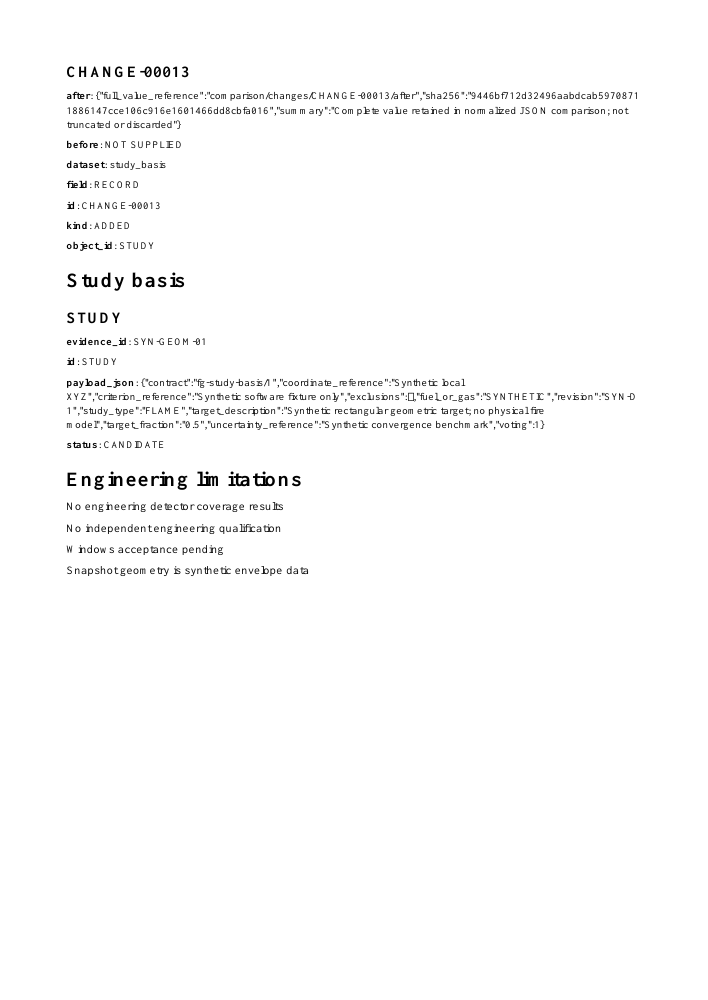 CHANGE-00013
after: {"full_value_reference":"comparison/changes/CHANGE-00013/after","sha256":"9446bf712d32496aabdcab5970871
1886147cce106c916e1601466dd8cbfa016","summary":"Complete value retained in normalized JSON comparison; not
truncated or discarded"}
before: NOT SUPPLIED
dataset: study_basis
field: RECORD
id: CHANGE-00013
kind: ADDED
object_id: STUDY
Study basis
STUDY
evidence_id: SYN-GEOM-01
id: STUDY
payload_json: {"contract":"fg-study-basis/1","coordinate_reference":"Synthetic local
XYZ","criterion_reference":"Synthetic software fixture only","exclusions":[],"fuel_or_gas":"SYNTHETIC","revision":"SYN-D
1","study_type":"FLAME","target_description":"Synthetic rectangular geometric target; no physical fire
model","target_fraction":"0.5","uncertainty_reference":"Synthetic convergence benchmark","voting":1}
status: CANDIDATE
Engineering limitations
No engineering detector coverage results
No independent engineering qualification
Windows acceptance pending
Snapshot geometry is synthetic envelope data